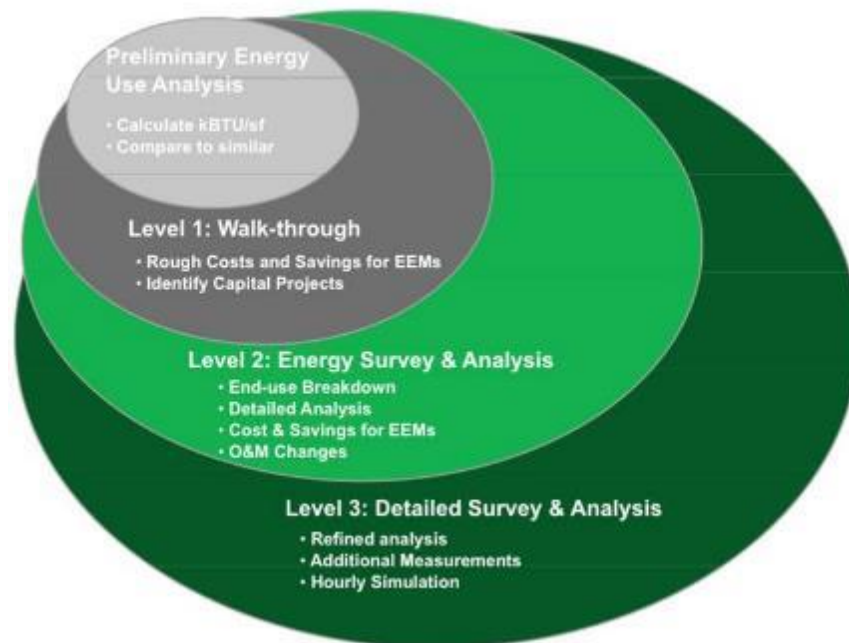 Preliminary Energy
Use Analysis
• Calculate kBTU/sf
• Compare to similar
Level 1: Walk-through
• Rough Costs and Savings for EEMs
• Identify Capital Projects
Level 2: Energy Survey & Analysis
• End-use Breakdown
• Detailed Analysis
• Cost & Savings for EEMs
• O&M Changes
Level 3: Detailed Survey & Analysis
• Refined analysis
• Additional Measurements
• Hourly Simulation